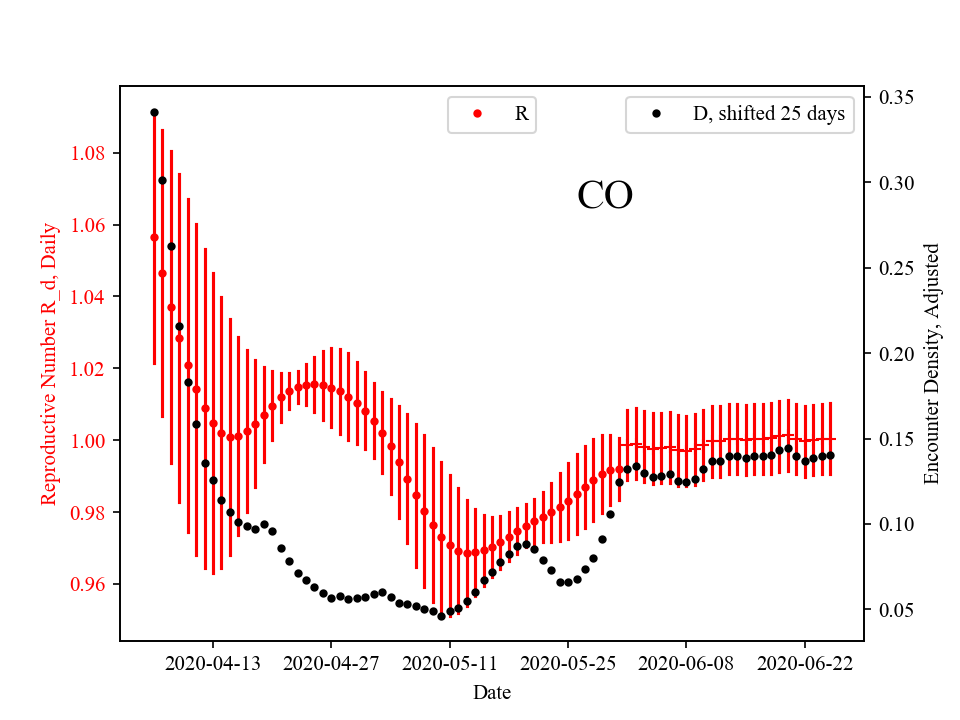 R
D, shifted 25 days
CO
Reproductive Number R_d, Daily
1.08
1.06
1.04
1.02
1.00
0.98
0.96
0.35
0.30
0.25
0.20
0.15
0.10
0.05
Encounter Density, Adjusted
2020-04-13 2020-04-27 2020-05-11 2020-05-25 2020-06-08 2020-06-22
Date